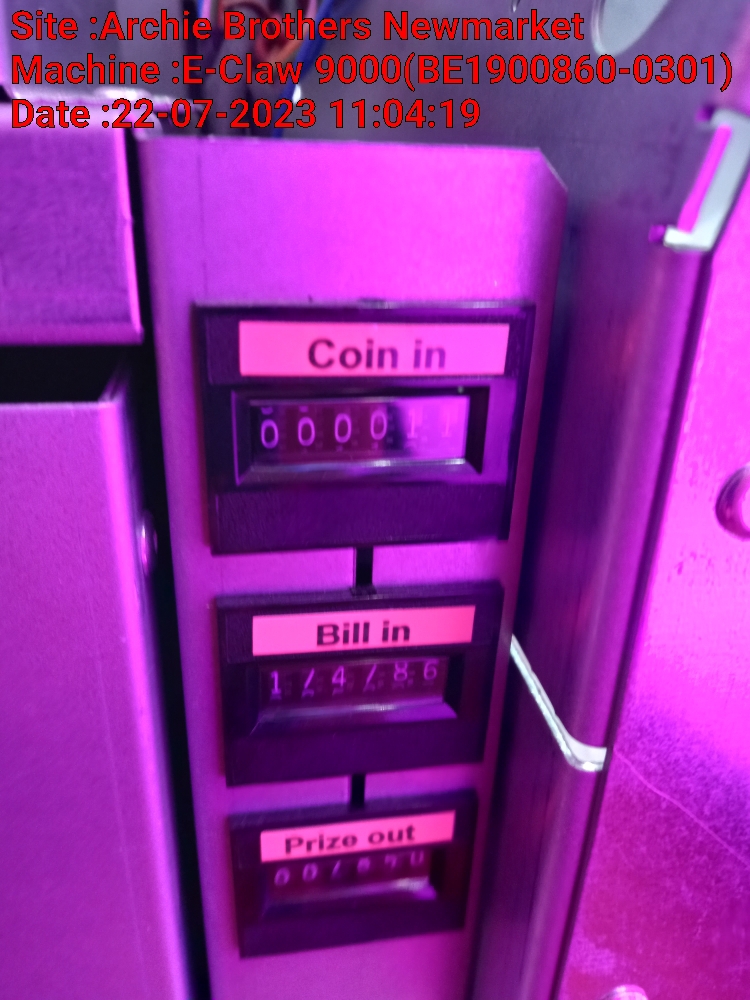 Site :Archie Brothers Newmarket
Machine :E-Claw 9000(BE1900860-0301)
Date :22-07-2023 11:04:19
Coin in
000011
Bill in
Prize out